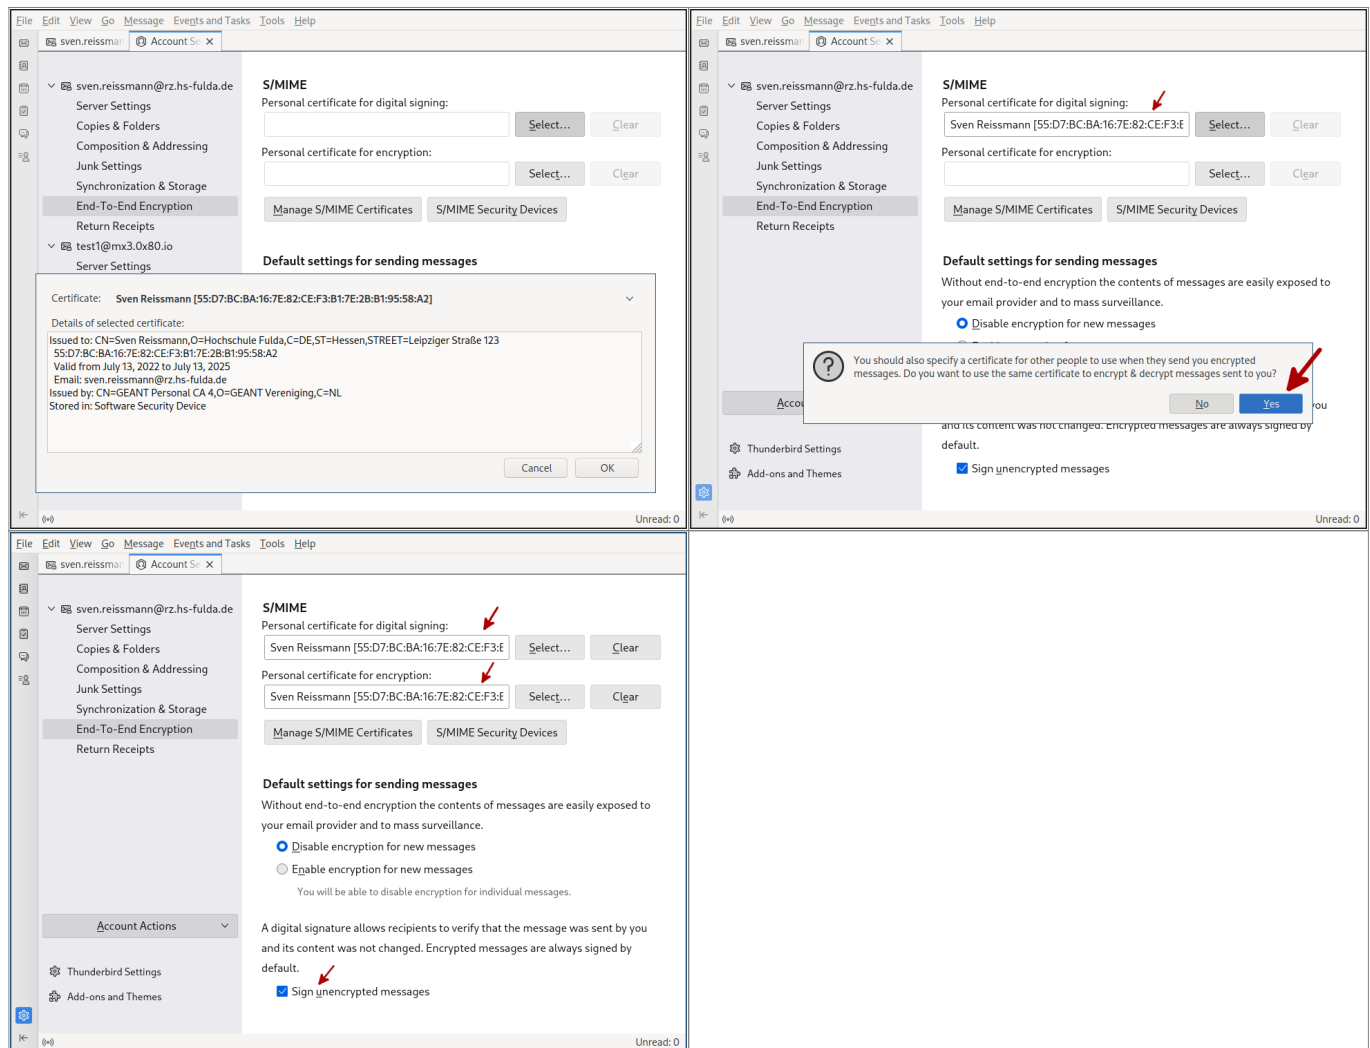 File Edit View Go Message Events and Tasks Tools Help
sven.reissman Account Se ×
sven.reissmann@rz.hs-fulda.de
Server Settings
Copies & Folders
Composition & Addressing
Junk Settings
Synchronization & Storage
End-To-End Encryption
Return Receipts
test1@mx3.0x80.io
Server Settings
S/MIME
Personal certificate for digital signing:
Select... Clear
Personal certificate for encryption:
Select... Clear
Manage S/MIME Certificates S/MIME Security Devices
Default settings for sending messages
Certificate: Sven Reissmann [55:D7:BC:BA:16:7E:82:CE:F3:B1:7E:2B:B1:95:58:A2]
Details of selected certificate:
Issued to: CN=Sven Reissmann,O=Hochschule Fulda,C=DE,ST=Hessen,STREET=Leipziger Straße 123
55:D7:BC:BA:16:7E:82:CE:F3:B1:7E:2B:B1:95:58:A2
Valid from July 13, 2022 to July 13, 2025
Email: sven.reissmann@rz.hs-fulda.de
Issued by: CN=GEANT Personal CA 4,O=GEANT Vereniging,C=NL
Stored in: Software Security Device
Cancel OK
Unread: 0
File Edit View Go Message Events and Tasks Tools Help
sven.reissman Account Se ×
sven.reissmann@rz.hs-fulda.de
Server Settings
Copies & Folders
Composition & Addressing
Junk Settings
Synchronization & Storage
End-To-End Encryption
Return Receipts
Accou
Thunderbird Settings
Add-ons and Themes
S/MIME
Personal certificate for digital signing:
Sven Reissmann [55:D7:BC:BA:16:7E:82:CE:F3:E Select... Clear
Personal certificate for encryption:
Select... Clear
Manage S/MIME Certificates S/MIME Security Devices
Default settings for sending messages
Without end-to-end encryption the contents of messages are easily exposed to
your email provider and to mass surveillance.
Disable encryption for new messages
You should also specify a certificate for other people to use when they send you encrypted
messages. Do you want to use the same certificate to encrypt & decrypt messages sent to you?
No Yes
you
and its content was not changed. Encrypted messages are always signed by
default.
Sign unencrypted messages
Unread: 0
File Edit View Go Message Events and Tasks Tools Help
sven.reissman Account Se ×
sven.reissmann@rz.hs-fulda.de
Server Settings
Copies & Folders
Composition & Addressing
Junk Settings
Synchronization & Storage
End-To-End Encryption
Return Receipts
Account Actions
Thunderbird Settings
Add-ons and Themes
S/MIME
Personal certificate for digital signing:
Sven Reissmann [55:D7:BC:BA:16:7E:82:CE:F3:E Select... Clear
Personal certificate for encryption:
Sven Reissmann [55:D7:BC:BA:16:7E:82:CE:F3:E Select... Clear
Manage S/MIME Certificates S/MIME Security Devices
Default settings for sending messages
Without end-to-end encryption the contents of messages are easily exposed to
your email provider and to mass surveillance.
Disable encryption for new messages
Enable encryption for new messages
You will be able to disable encryption for individual messages.
A digital signature allows recipients to verify that the message was sent by you
and its content was not changed. Encrypted messages are always signed by
default.
Sign unencrypted messages
Unread: 0